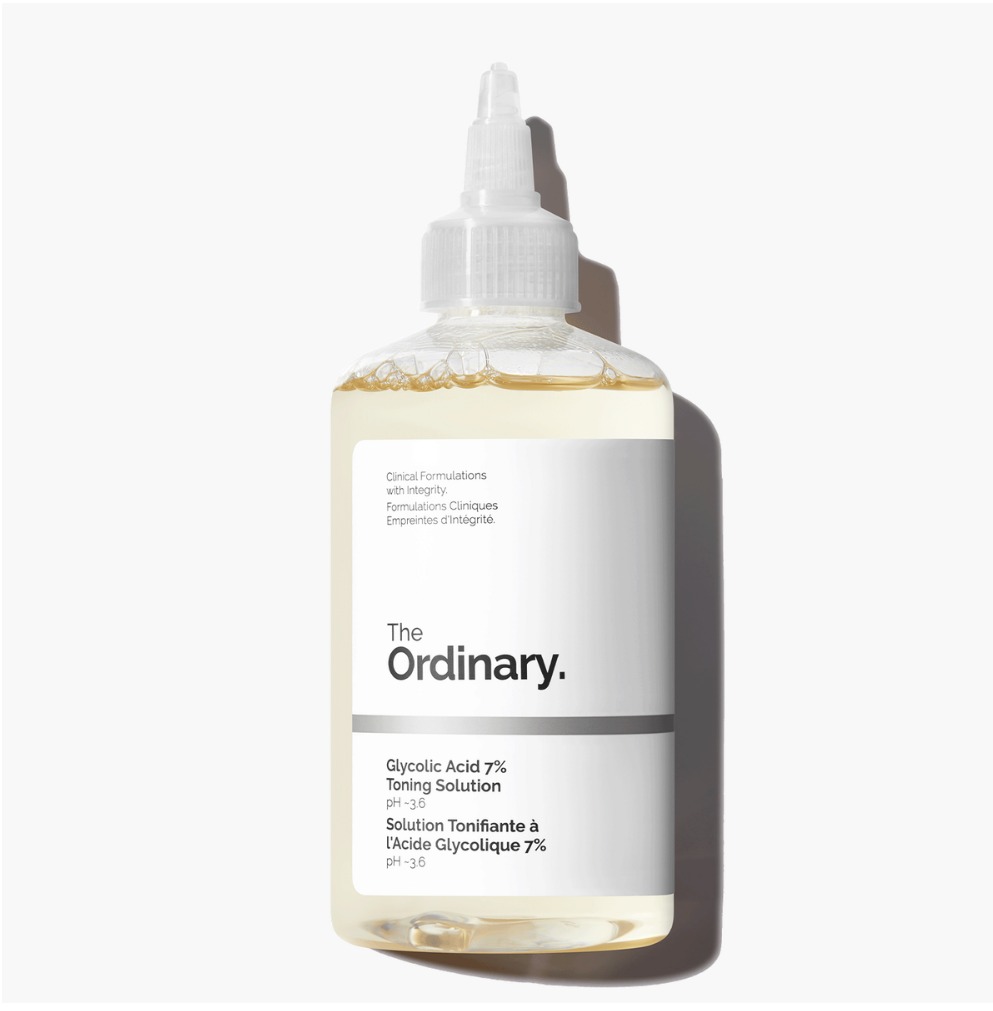 Clinical Formulations
with Integrity.
Formulations Cliniques
Empreintes d'Intégrité.
The
Ordinary.
Glycolic Acid 7%
Toning Solution
pH ~3.6
Solution Tonifiante à
l'Acide Glycolique 7%
pH ~3.6